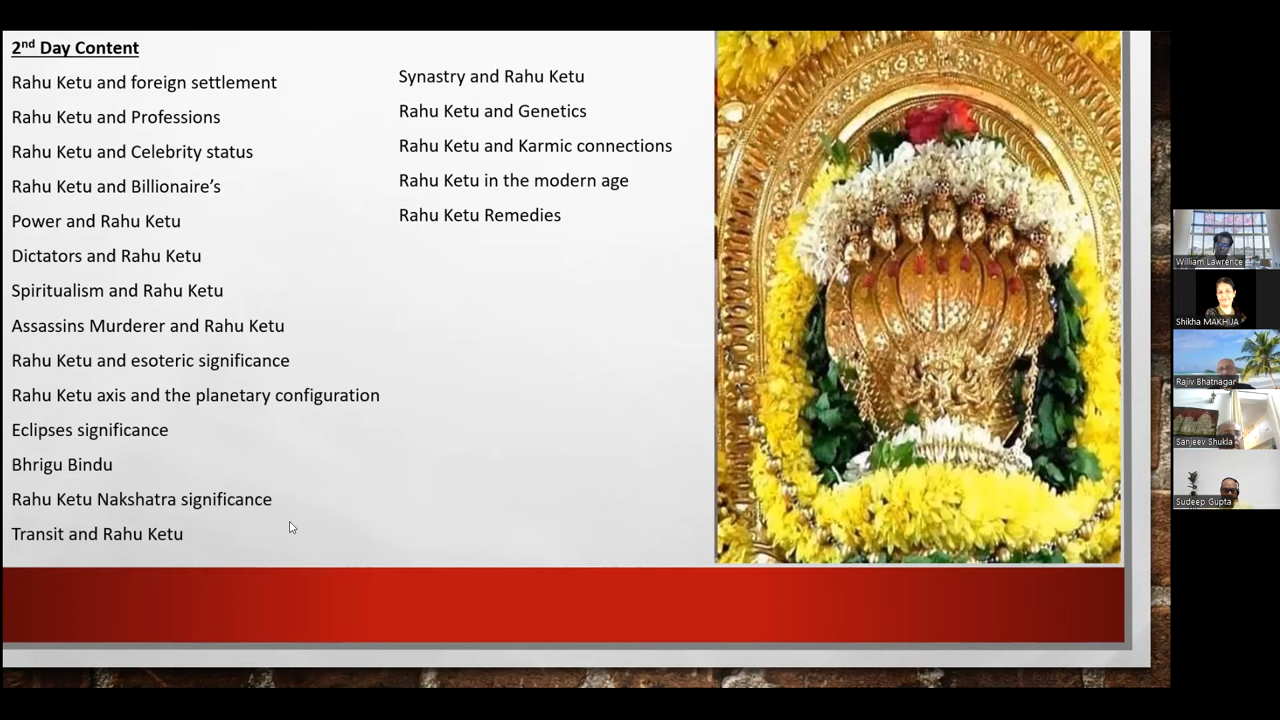 2nd Day Content
Rahu Ketu and foreign settlement
Rahu Ketu and Professions
Rahu Ketu and Celebrity status
Rahu Ketu and Billionaire’s
Power and Rahu Ketu
Dictators and Rahu Ketu
Spiritualism and Rahu Ketu
Assassins Murderer and Rahu Ketu
Rahu Ketu and esoteric significance
Rahu Ketu axis and the planetary configuration
Eclipses significance
Bhrigu Bindu
Rahu Ketu Nakshatra significance
Transit and Rahu Ketu
Synastry and Rahu Ketu
Rahu Ketu and Genetics
Rahu Ketu and Karmic connections
Rahu Ketu in the modern age
Rahu Ketu Remedies
William Lawrence
Shikha MAKHIJA
Rajiv Bhatnagar
Sanjeev Shukla
Sudeep Gupta